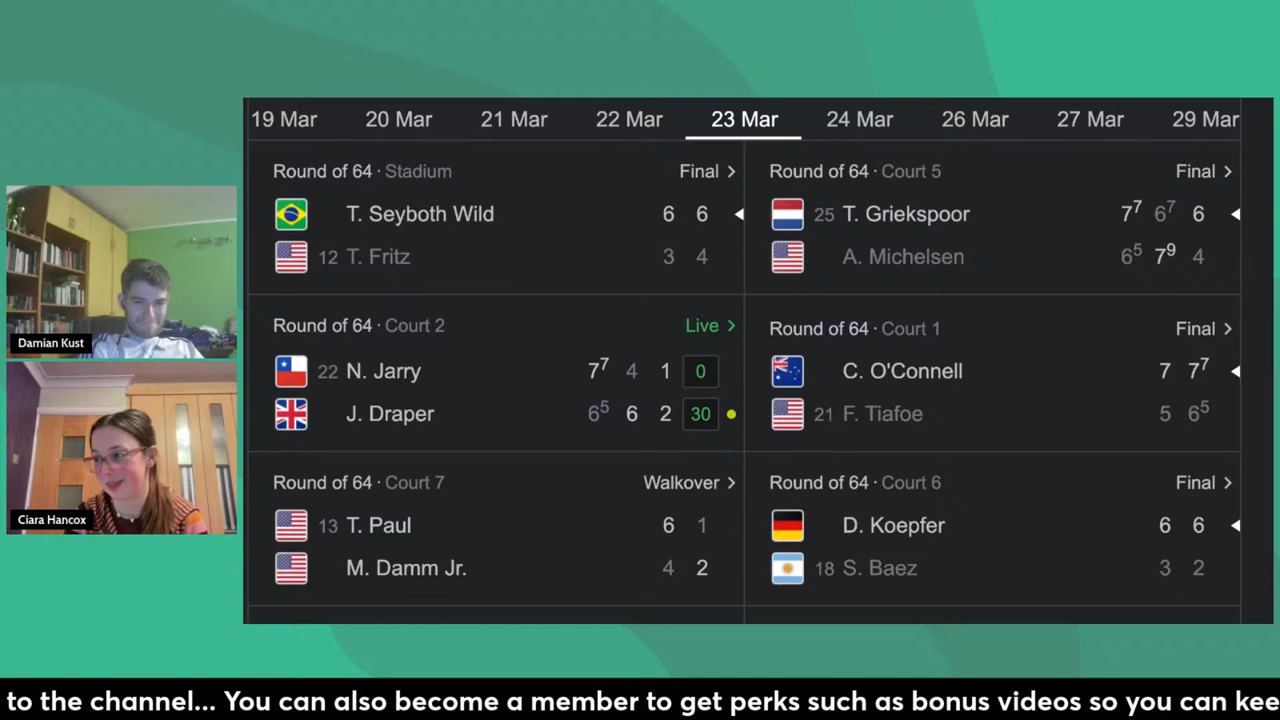 19 Mar 20 Mar 21 Mar 22 Mar 23 Mar 24 Mar 26 Mar 27 Mar 29 Mar
Round of 64 · Stadium Final
T. Seyboth Wild 6 6
12 T. Fritz 3 4
Round of 64 · Court 5 Final
25 T. Griekspoor 7⁷ 6⁷ 6
A. Michelsen 6⁵ 7⁹ 4
Round of 64 · Court 2 Live
22 N. Jarry 7⁷ 4 1 0
J. Draper 6⁵ 6 2 30
Round of 64 · Court 1 Final
C. O'Connell 7 7⁷
21 F. Tiafoe 5 6⁵
Round of 64 · Court 7 Walkover
13 T. Paul 6 1
M. Damm Jr. 4 2
Round of 64 · Court 6 Final
D. Koepfer 6 6
18 S. Baez 3 2
Damian Kust
Ciara Hancox
to the channel... You can also become a member to get perks such as bonus videos so you can kee